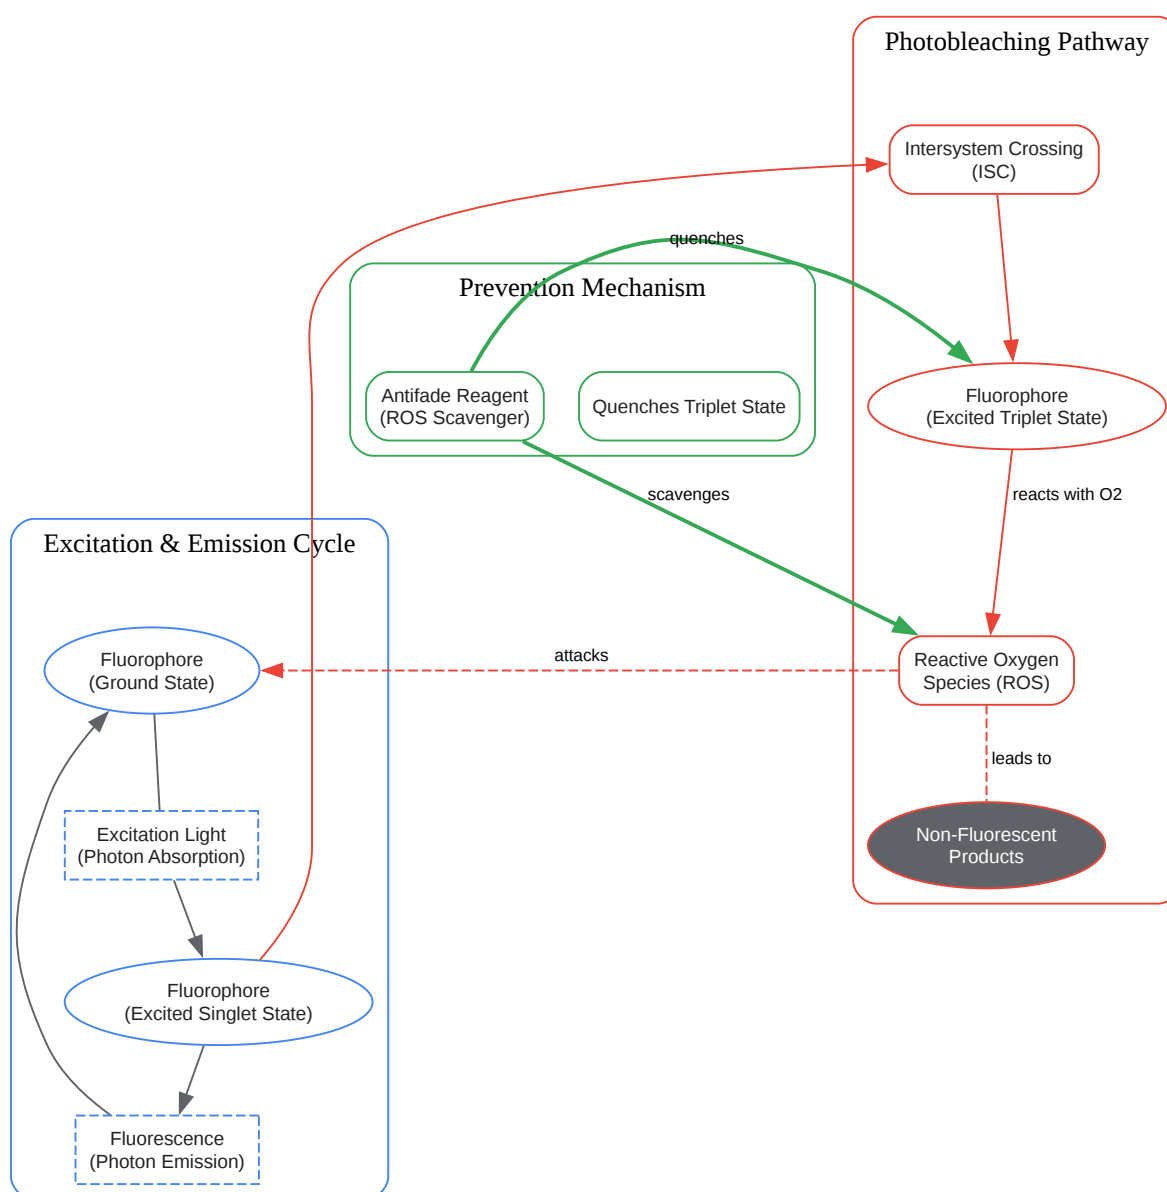 Photobleaching Pathway
Intersystem Crossing
(ISC)
quenches
Prevention Mechanism
Antifade Reagent
(ROS Scavenger)
Quenches Triplet State
Fluorophore
(Excited Triplet State)
scavenges
reacts with O2
Excitation & Emission Cycle
Fluorophore
(Ground State)
attacks
Reactive Oxygen
Species (ROS)
leads to
Excitation Light
(Photon Absorption)
Non-Fluorescent
Products
Fluorophore
(Excited Singlet State)
Fluorescence
(Photon Emission)